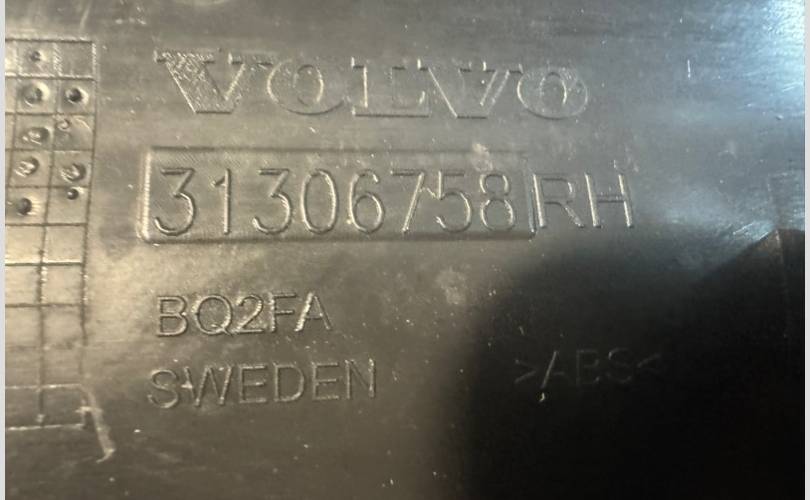 VOLVO
31306758 RH
BQ2FA
SWEDEN
>ABS<